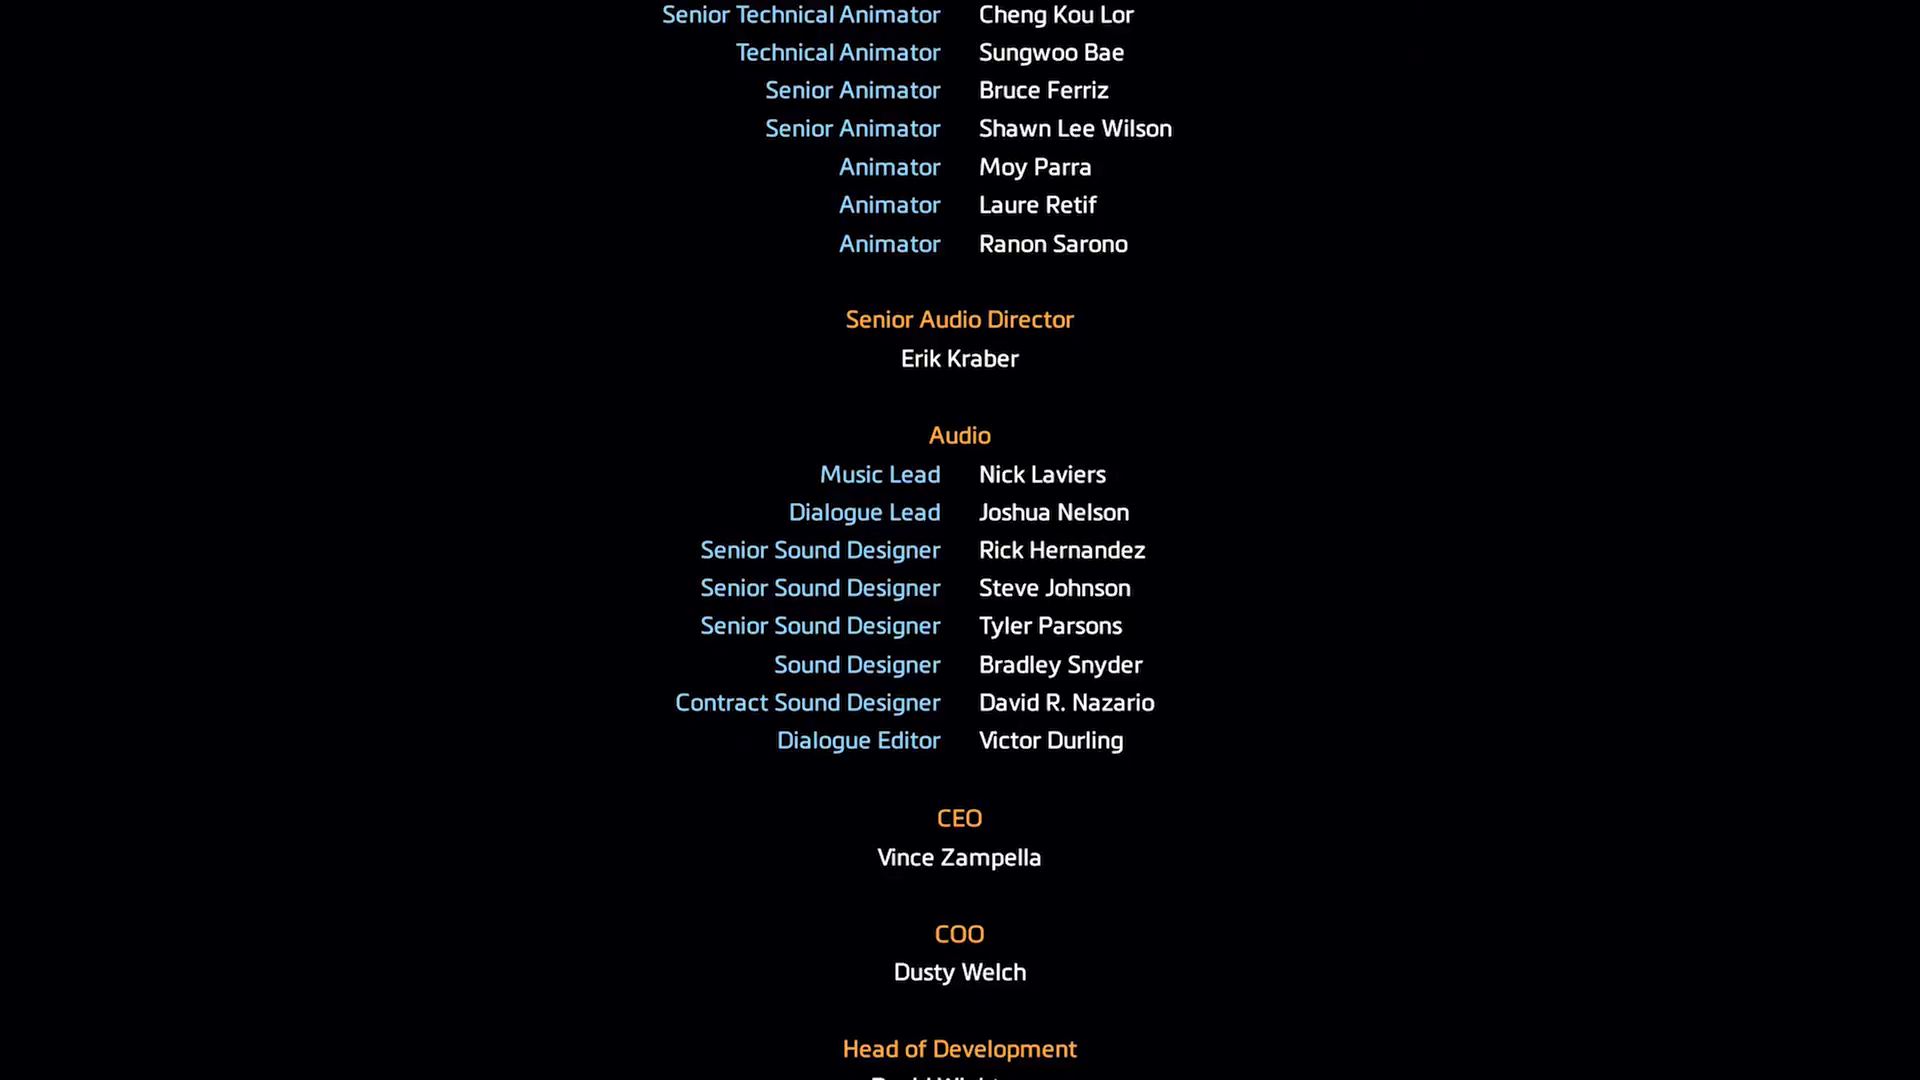 Senior Technical Animator Cheng Kou Lor
Technical Animator Sungwoo Bae
Senior Animator Bruce Ferriz
Senior Animator Shawn Lee Wilson
Animator Moy Parra
Animator Laure Retif
Animator Ranon Sarono
Senior Audio Director
Erik Kraber
Audio
Music Lead Nick Laviers
Dialogue Lead Joshua Nelson
Senior Sound Designer Rick Hernandez
Senior Sound Designer Steve Johnson
Senior Sound Designer Tyler Parsons
Sound Designer Bradley Snyder
Contract Sound Designer David R. Nazario
Dialogue Editor Victor Durling
CEO
Vince Zampella
COO
Dusty Welch
Head of Development